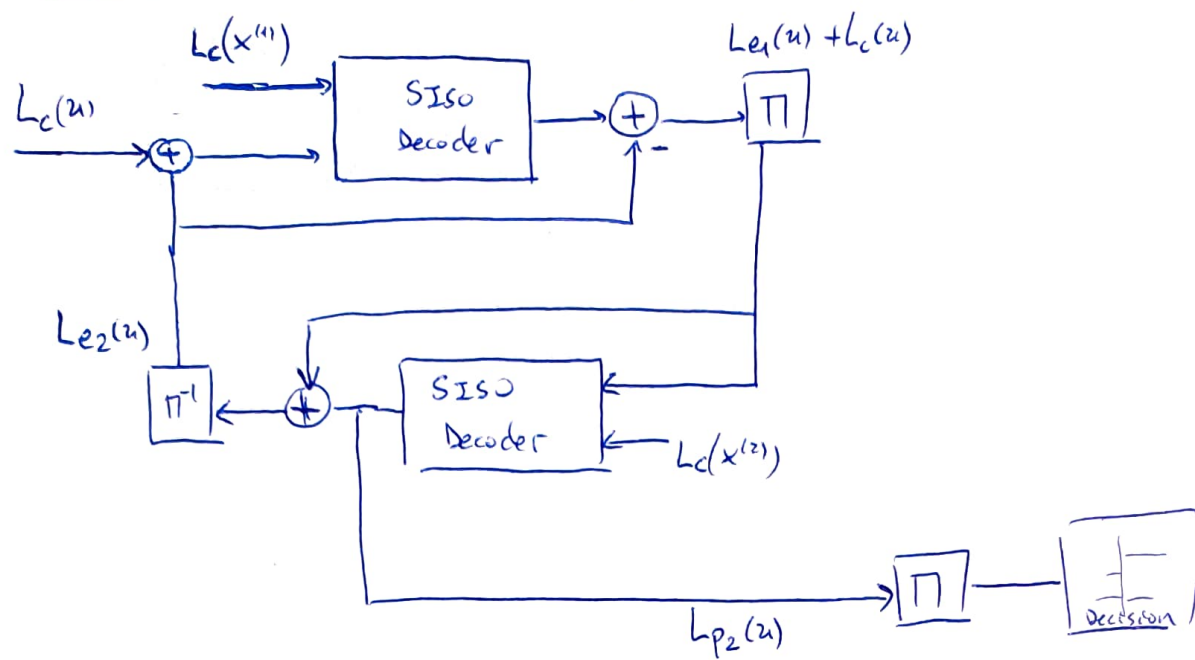 Lc(x⁽¹⁾)
Le₁(u) + Lc(u)
Lc(u)
SISO
Decoder
+
+
-
Π
Le₂(u)
Π⁻¹
+
SISO
Decoder
Lc(x⁽²⁾)
Π
Decision
Lp₂(u)